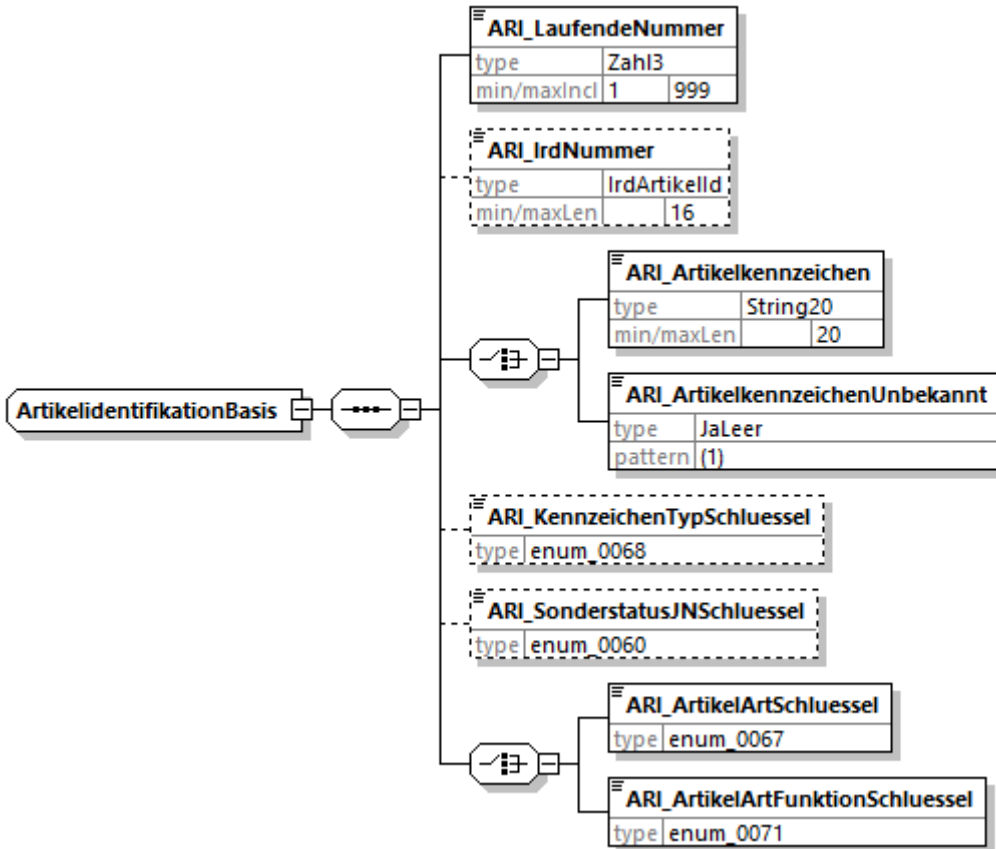 ARI_LaufendeNummer
type Zahl3
min/maxIncl 1 999
ARI_IrdNummer
type IrdArtikelId
min/maxLen 16
ARI_Artikelkennzeichen
type String20
min/maxLen 20
ArtikelidentifikationBasis
ARI_ArtikelkennzeichenUnbekannt
type JaLeer
pattern (1)
ARI_KennzeichenTypSchluessel
type enum_0068
ARI_SonderstatusJNSchluessel
type enum_0060
ARI_ArtikelArtSchluessel
type enum_0067
ARI_ArtikelArtFunktionSchluessel
type enum_0071